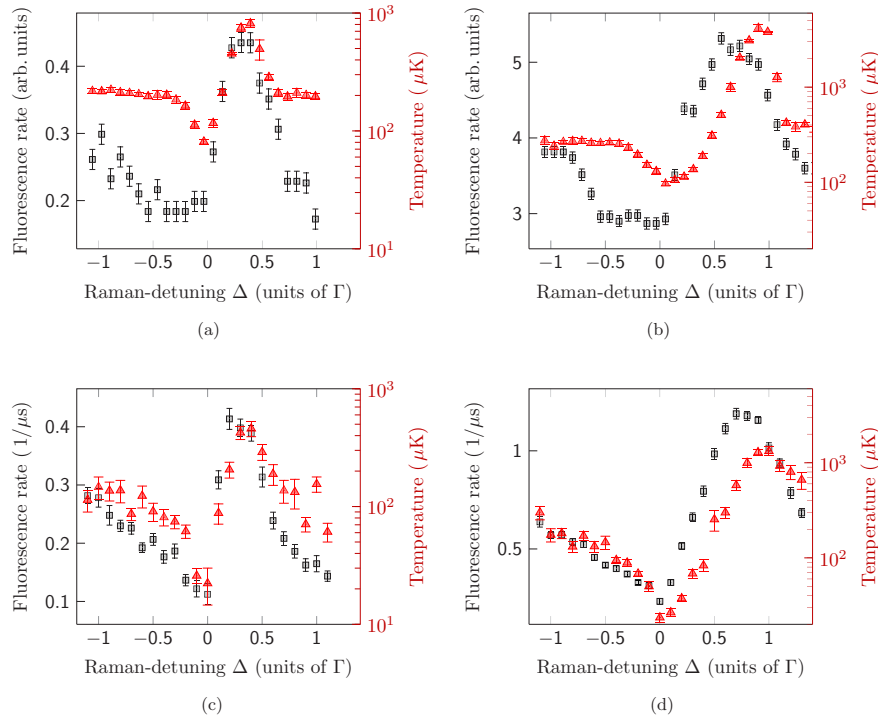 Fluorescence rate (arb. units)
0.4
0.3
0.2
10³
10²
10¹
Temperature ( μK)
−1 −0.5 0 0.5 1
Raman-detuning Δ (units of Γ)
(a)
Fluorescence rate (arb. units)
5
4
3
10³
10²
Temperature ( μK)
−1 −0.5 0 0.5 1
Raman-detuning Δ (units of Γ)
(b)
Fluorescence rate ( 1/μs)
0.4
0.3
0.2
0.1
10³
10²
10¹
Temperature ( μK)
−1 −0.5 0 0.5 1
Raman-detuning Δ (units of Γ)
(c)
Fluorescence rate ( 1/μs)
1
0.5
10³
10²
Temperature ( μK)
−1 −0.5 0 0.5 1
Raman-detuning Δ (units of Γ)
(d)